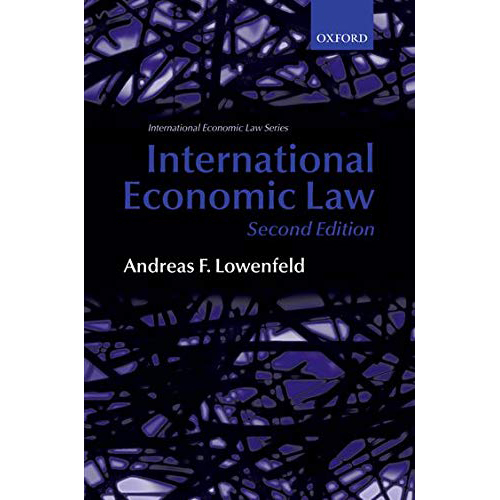 OXFORD
International Economic Law Series
International
Economic Law
Second Edition
Andreas F. Lowenfeld